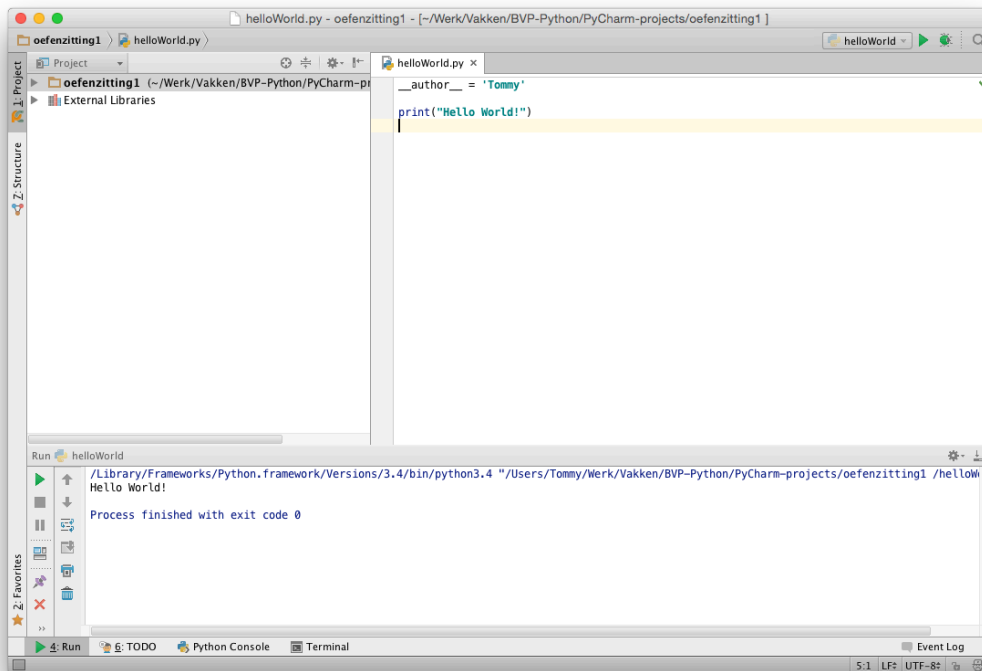 helloWorld.py - oefenzitting1 - [~/Werk/Vakken/BVP-Python/PyCharm-projects/oefenzitting1 ]
oefenzitting1 helloWorld.py helloWorld
1: Project
Project
helloWorld.py ×
oefenzitting1 (~/Werk/Vakken/BVP-Python/PyCharm-pr
External Libraries
__author__ = 'Tommy'
print("Hello World!")
7: Structure
Run helloWorld
/Library/Frameworks/Python.framework/Versions/3.4/bin/python3.4 "/Users/Tommy/Werk/Vakken/BVP-Python/PyCharm-projects/oefenzitting1 /helloW
Hello World!
Process finished with exit code 0
2: Favorites
4: Run 6: TODO Python Console Terminal Event Log
5:1 LF UTF-8